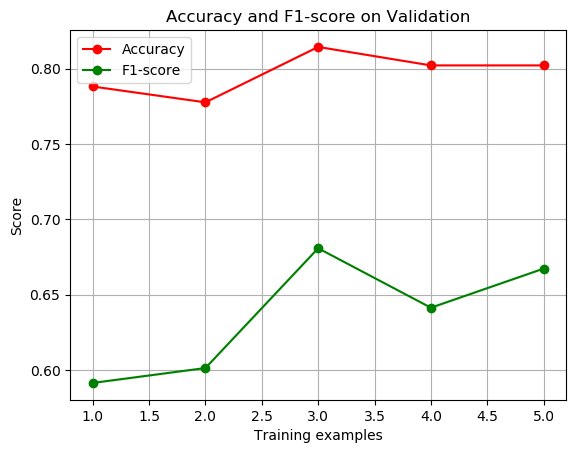 Accuracy and F1-score on Validation
Accuracy
F1-score
0.80
0.75
0.70
0.65
0.60
Score
1.0 1.5 2.0 2.5 3.0 3.5 4.0 4.5 5.0
Training examples